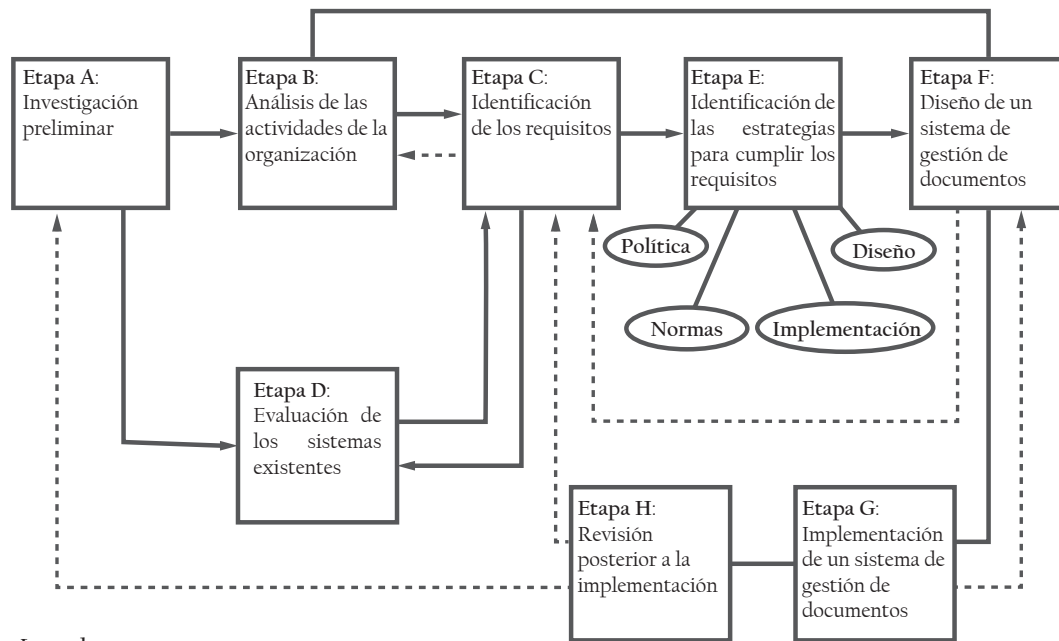 Etapa A:
Investigación
preliminar
Etapa B:
Análisis de las
actividades de la
organización
Etapa C:
Identificación
de los requisitos
Etapa E:
Identificación de
las estrategias
para cumplir los
requisitos
Etapa F:
Diseño de un
sistema de
gestión de
documentos
Política
Diseño
Normas
Implementación
Etapa D:
Evaluación de
los sistemas
existentes
Etapa H:
Revisión
posterior a la
implementación
Etapa G:
Implementación
de un sistema de
gestión de
documentos